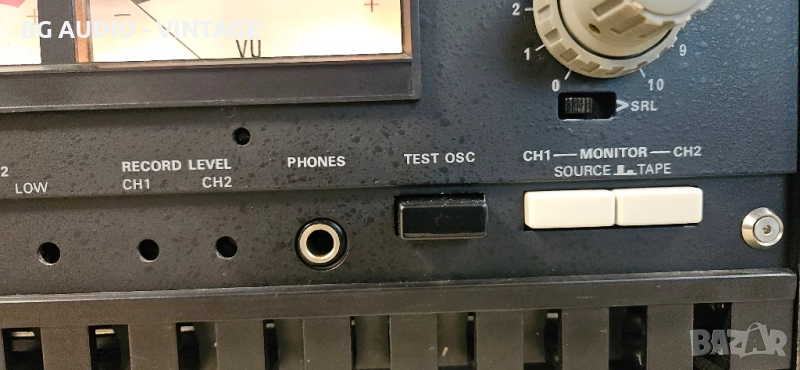 BG AUDIO - VINTAGE
+
VU
2
1
0
9
10
>SRL
2
LOW
RECORD LEVEL
CH1 CH2
PHONES
TEST OSC
CH1—MONITOR—CH2
SOURCE TAPE
BAZAR